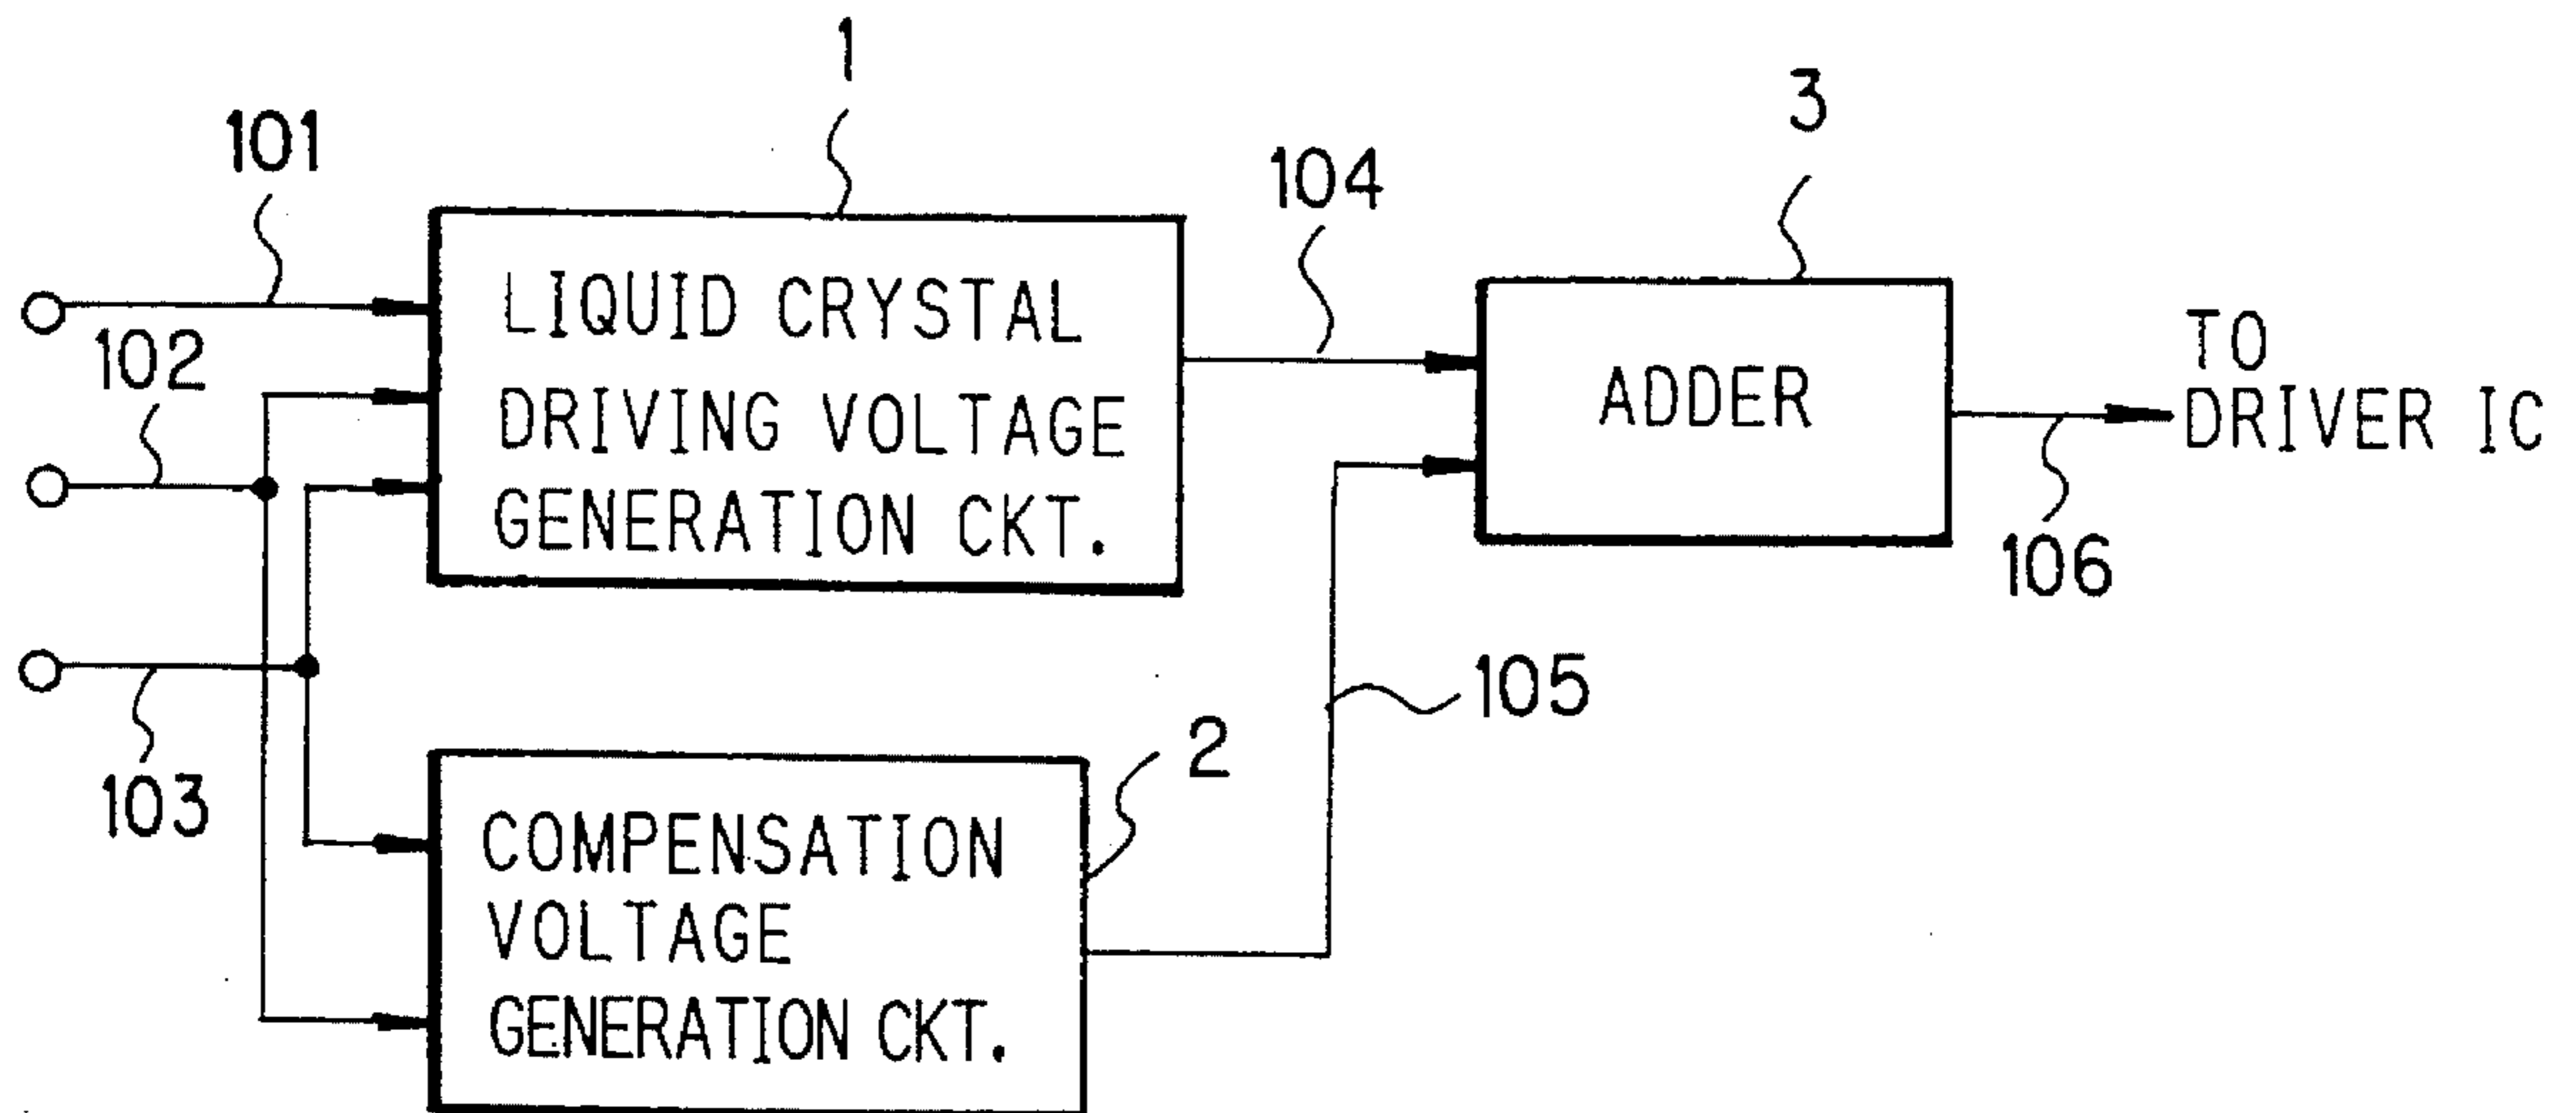 1
101
LIQUID CRYSTAL
DRIVING VOLTAGE
GENERATION CKT.
102
103
104
3
ADDER
TO
DRIVER IC
106
105
2
COMPENSATION
VOLTAGE
GENERATION CKT.